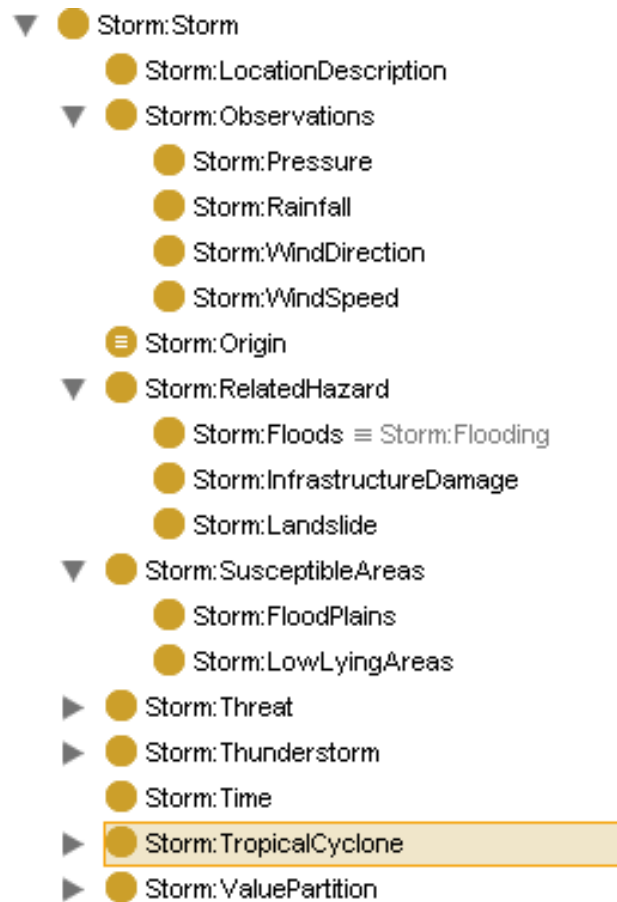 Storm:Storm
Storm:LocationDescription
Storm:Observations
Storm:Pressure
Storm:Rainfall
Storm:WindDirection
Storm:WindSpeed
Storm:Origin
Storm:RelatedHazard
Storm:Floods ≡ Storm:Flooding
Storm:InfrastructureDamage
Storm:Landslide
Storm:SusceptibleAreas
Storm:FloodPlains
Storm:LowLyingAreas
Storm:Threat
Storm:Thunderstorm
Storm:Time
Storm:TropicalCyclone
Storm:ValuePartition